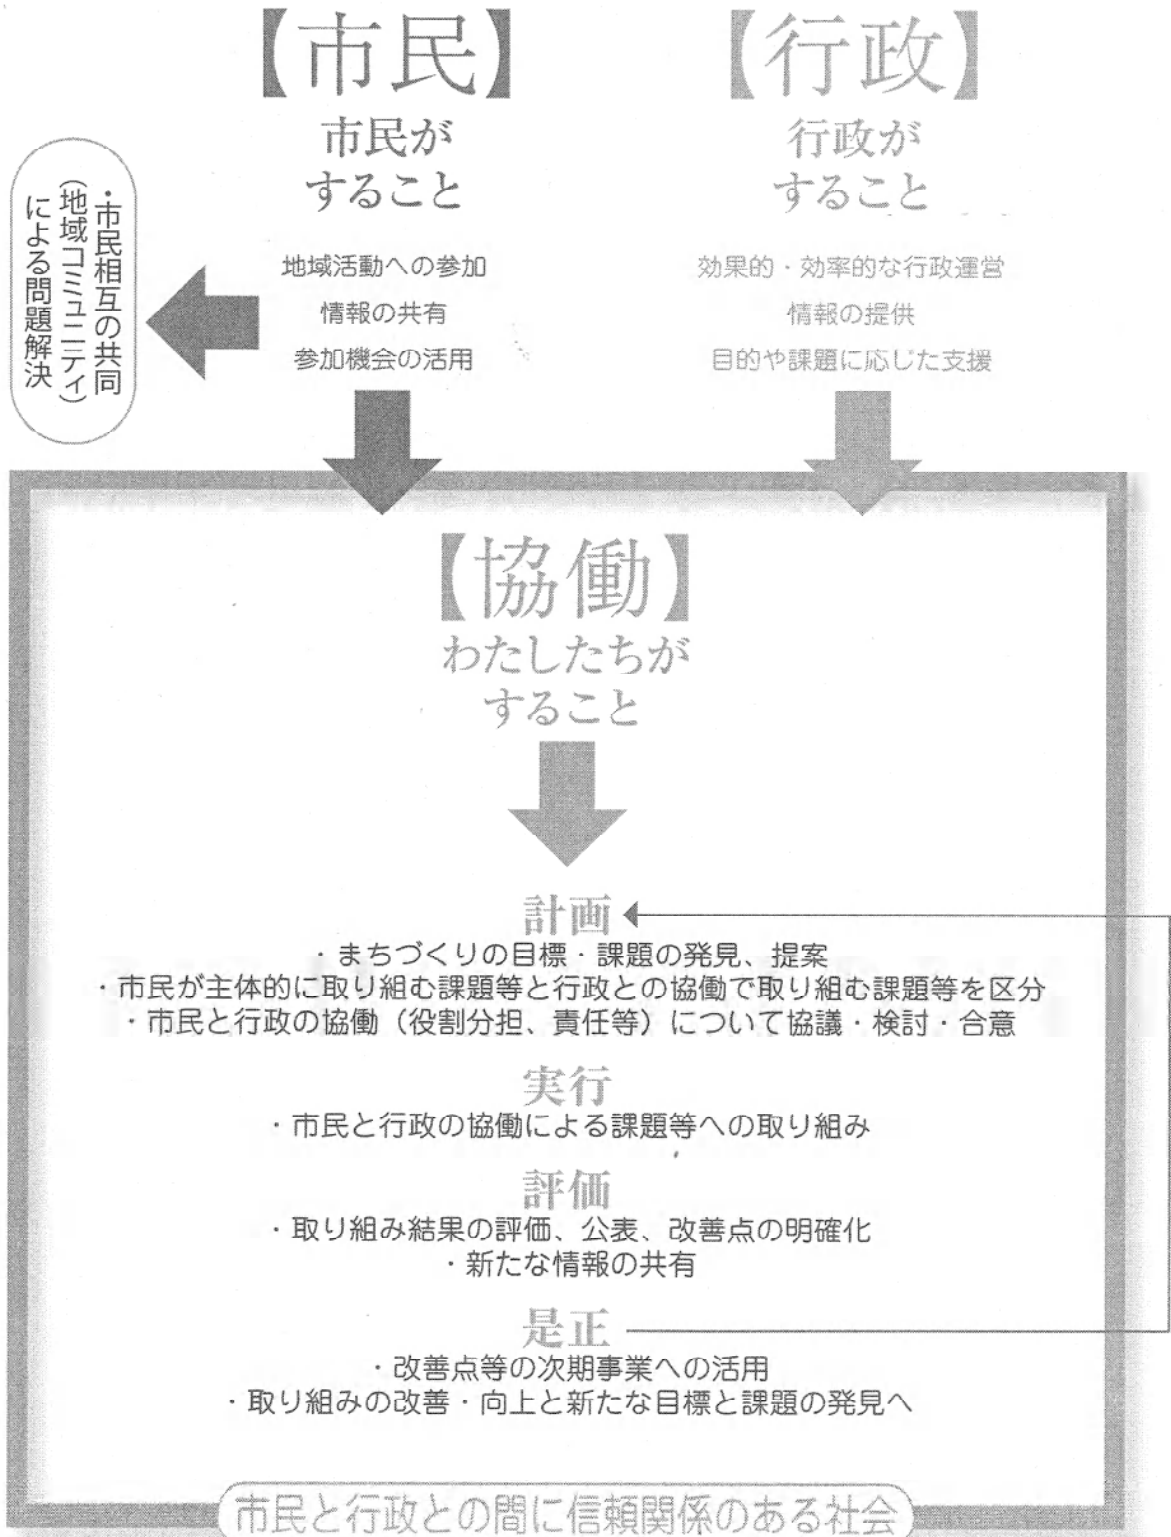 【市民】
市民が
すること
地域活動への参加
情報の共有
参加機会の活用
【行政】
行政が
すること
効果的・効率的な行政運営
情報の提供
目的や課題に応じた支援
・市民相互の共同
(地域コミュニティ)
による問題解決
【協働】
わたしたちが
すること
計画
・まちづくりの目標・課題の発見、提案
・市民が主体的に取り組む課題等と行政との協働で取り組む課題等を区分
・市民と行政の協働（役割分担、責任等）について協議・検討・合意
実行
・市民と行政の協働による課題等への取り組み
評価
・取り組み結果の評価、公表、改善点の明確化
・新たな情報の共有
是正
・改善点等の次期事業への活用
・取り組みの改善・向上と新たな目標と課題の発見へ
市民と行政との間に信頼関係のある社会